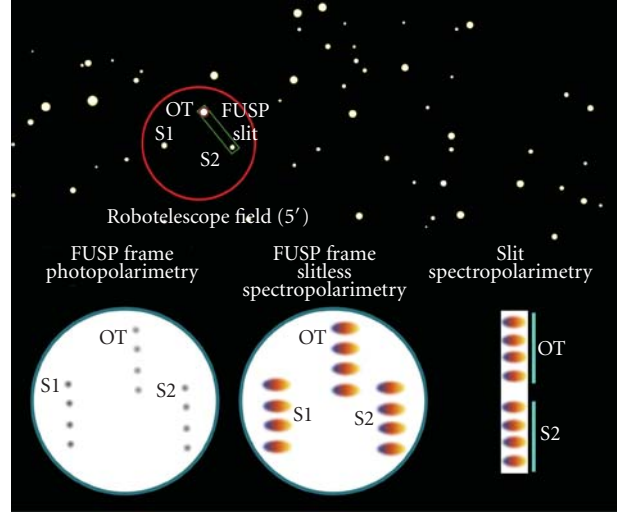 OT
FUSP
slit
S1
S2
Robotelescope field (5′)
FUSP frame
photopolarimetry
FUSP frame
slitless
spectropolarimetry
Slit
spectropolarimetry
OT
S1
S2
OT
S1
S2
OT
S2